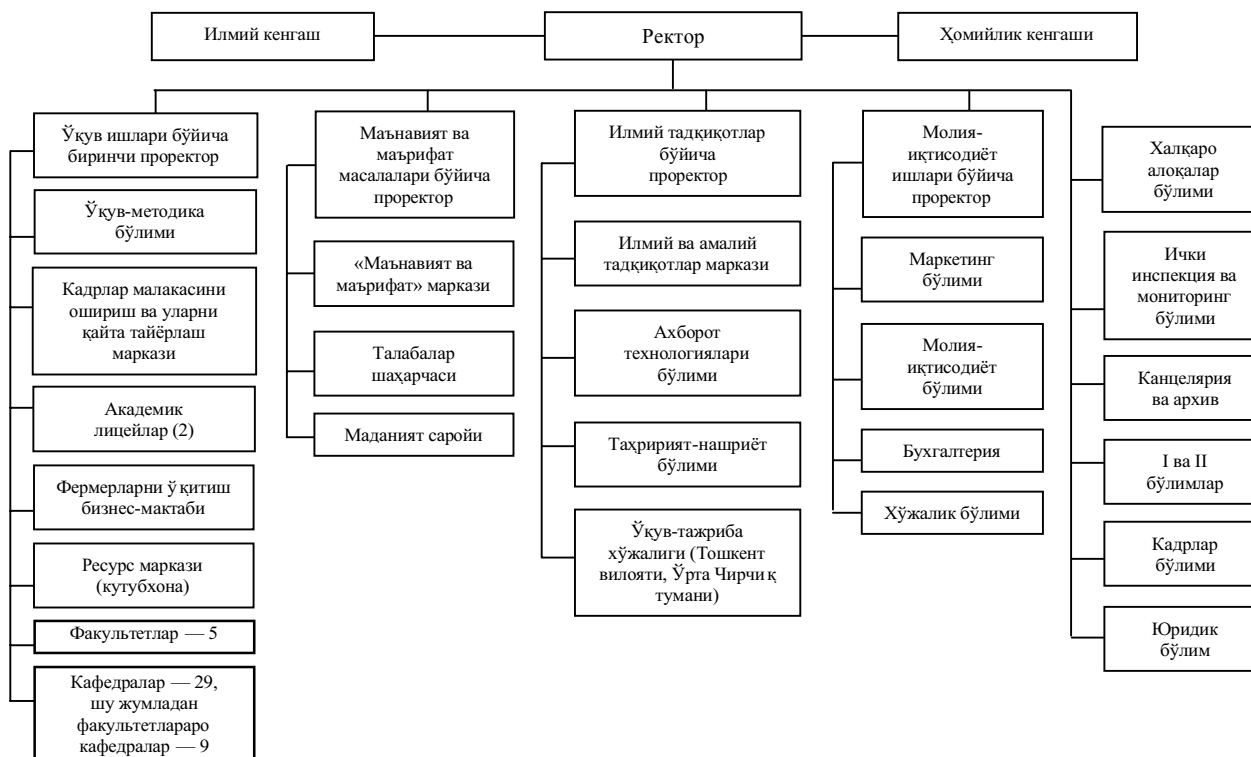 Илмий кенгаш
Ректор
Ҳомийлик кенгаши
Ўқув ишлари бўйича
биринчи проректор
Ўқув-методика
бўлими
Кадрлар малакасини
ошириш ва уларни
қайта тайёрлаш
маркази
Академик
лицейлар (2)
Фермерларни ўқитиш
бизнес-мактаби
Ресурс маркази
(кутубхона)
Факультетлар — 5
Кафедралар — 29,
шу жумладан
факультетлараро
кафедралар — 9
Маънавият ва
маърифат
масалалари бўйича
проректор
«Маънавият ва
маърифат» маркази
Талабалар
шаҳарчаси
Маданият саройи
Илмий тадқиқотлар
бўйича
проректор
Илмий ва амалий
тадқиқотлар маркази
Ахборот
технологиялари
бўлими
Таҳририят-нашриёт
бўлими
Ўқув-тажриба
хўжалиги (Тошкент
вилояти, Ўрта Чирчиқ
тумани)
Молия-
иқтисодиёт
ишлари бўйича
проректор
Маркетинг
бўлими
Молия-
иқтисодиёт
бўлими
Бухгалтерия
Хўжалик бўлими
Халқаро
алоқалар
бўлими
Ички
инспекция ва
мониторинг
бўлими
Канцелярия
ва архив
I ва II
бўлимлар
Кадрлар
бўлими
Юридик
бўлим